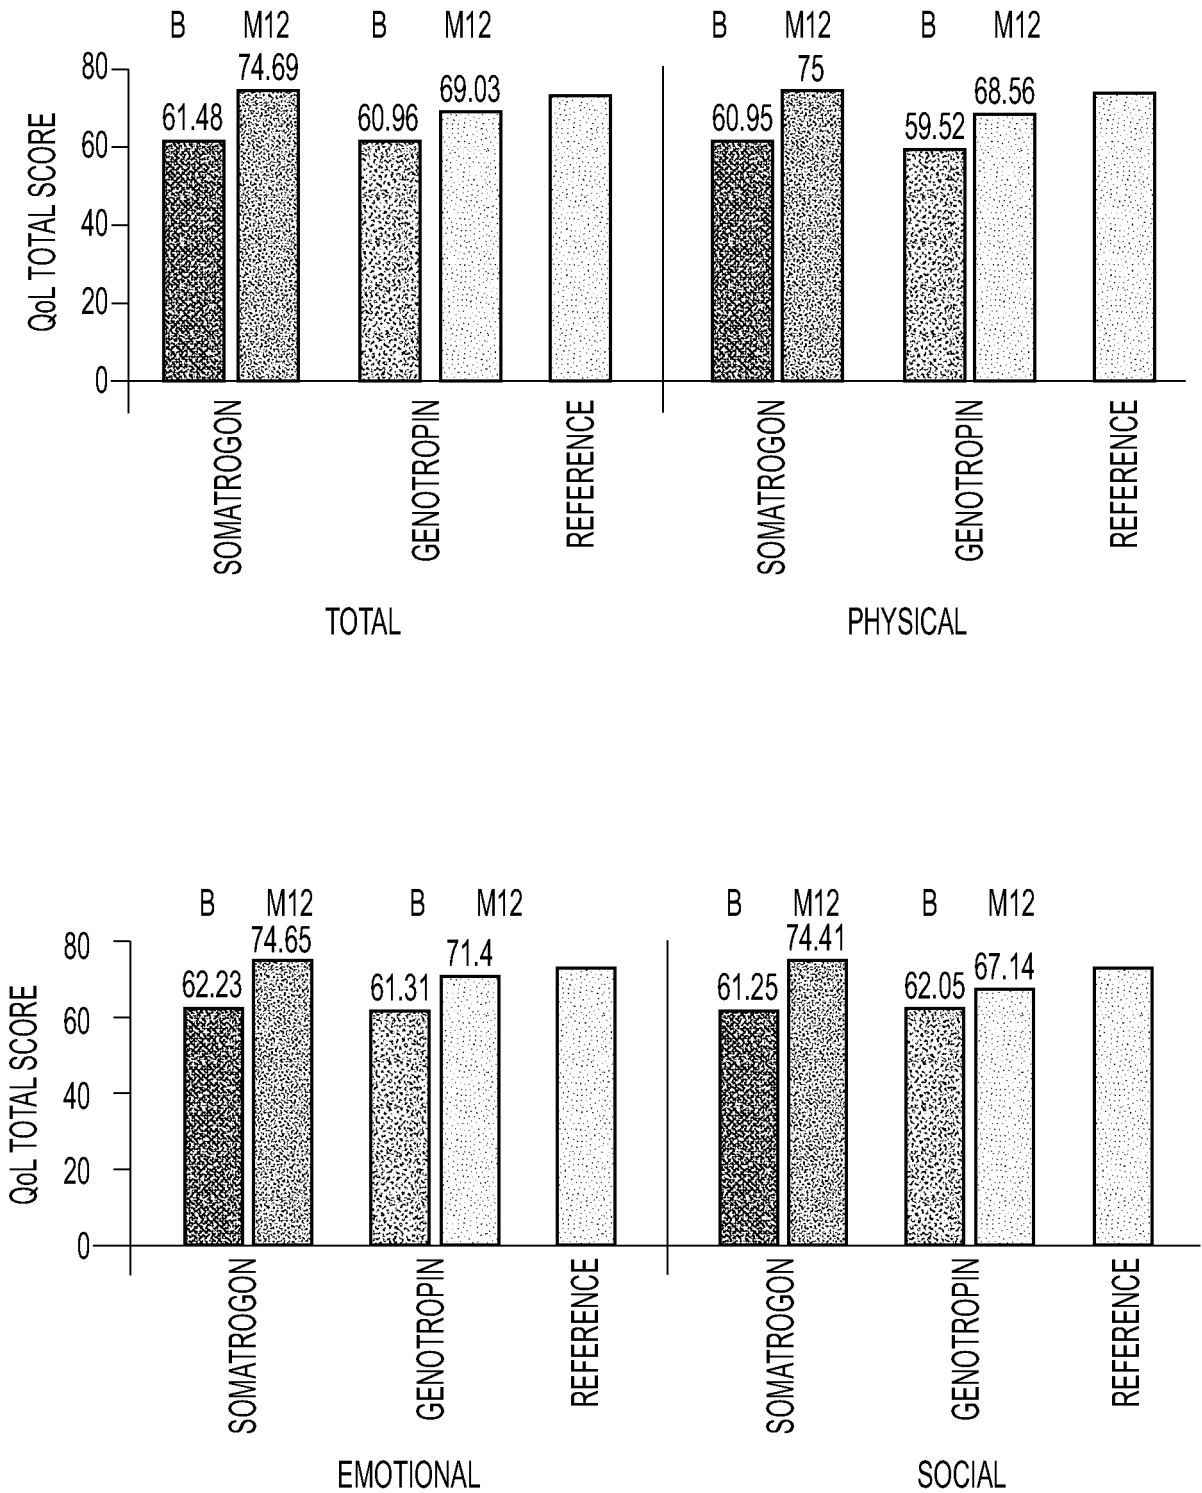 B M12 B M12 B M12 B M12
74.69 75
80
69.03 68.56
61.48 60.96 60.95 59.52
60
40
20
0
QoL TOTAL SCORE
SOMATROGON GENOTROPIN REFERENCE SOMATROGON GENOTROPIN REFERENCE
TOTAL PHYSICAL
B M12 B M12 B M12 B M12
74.65 74.41
80
71.4 67.14
62.23 61.31 61.25 62.05
60
40
20
0
QoL TOTAL SCORE
SOMATROGON GENOTROPIN REFERENCE SOMATROGON GENOTROPIN REFERENCE
EMOTIONAL SOCIAL